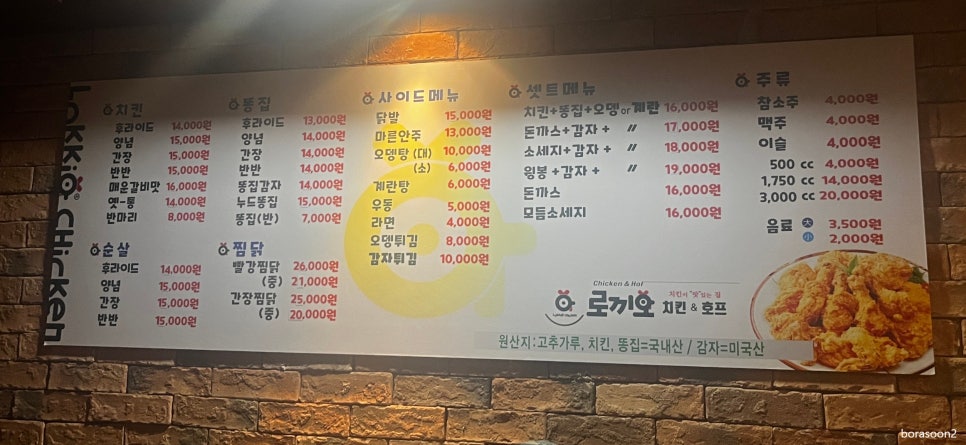 LOKKIO CHICKEN
치킨
후라이드 14,000원
양념 15,000원
간장 15,000원
반반 15,000원
매운갈비맛 16,000원
옛-통 14,000원
반마리 8,000원
순살
후라이드 14,000원
양념 15,000원
간장 15,000원
반반 15,000원
똥집
후라이드 13,000원
양념 14,000원
간장 14,000원
반반 14,000원
똥집감자 14,000원
누드똥집 15,000원
똥집(반) 7,000원
찜닭
빨강찜닭 26,000원
(중) 21,000원
간장찜닭 25,000원
(중) 20,000원
사이드메뉴
닭발 15,000원
마른안주 13,000원
오뎅탕 (대) 10,000원
(소) 6,000원
계란탕 6,000원
우동 5,000원
라면 4,000원
오뎅튀김 8,000원
감자튀김 10,000원
셋트메뉴
치킨+똥집+오뎅or계란 16,000원
돈까스+감자+ 〃 17,000원
소세지+감자+ 〃 18,000원
윙봉+감자+ 〃 19,000원
돈까스 16,000원
모듬소세지 16,000원
주류
참소주 4,000원
맥주 4,000원
이슬 4,000원
500 cc 4,000원
1,750 cc 14,000원
3,000 cc 20,000원
음료 大 3,500원
小 2,000원
Chicken & Hof
로끼오
치킨이 "맛"있는 집
치킨 & 호프
원산지:고추가루, 치킨, 똥집=국내산 / 감자=미국산
borasoon2